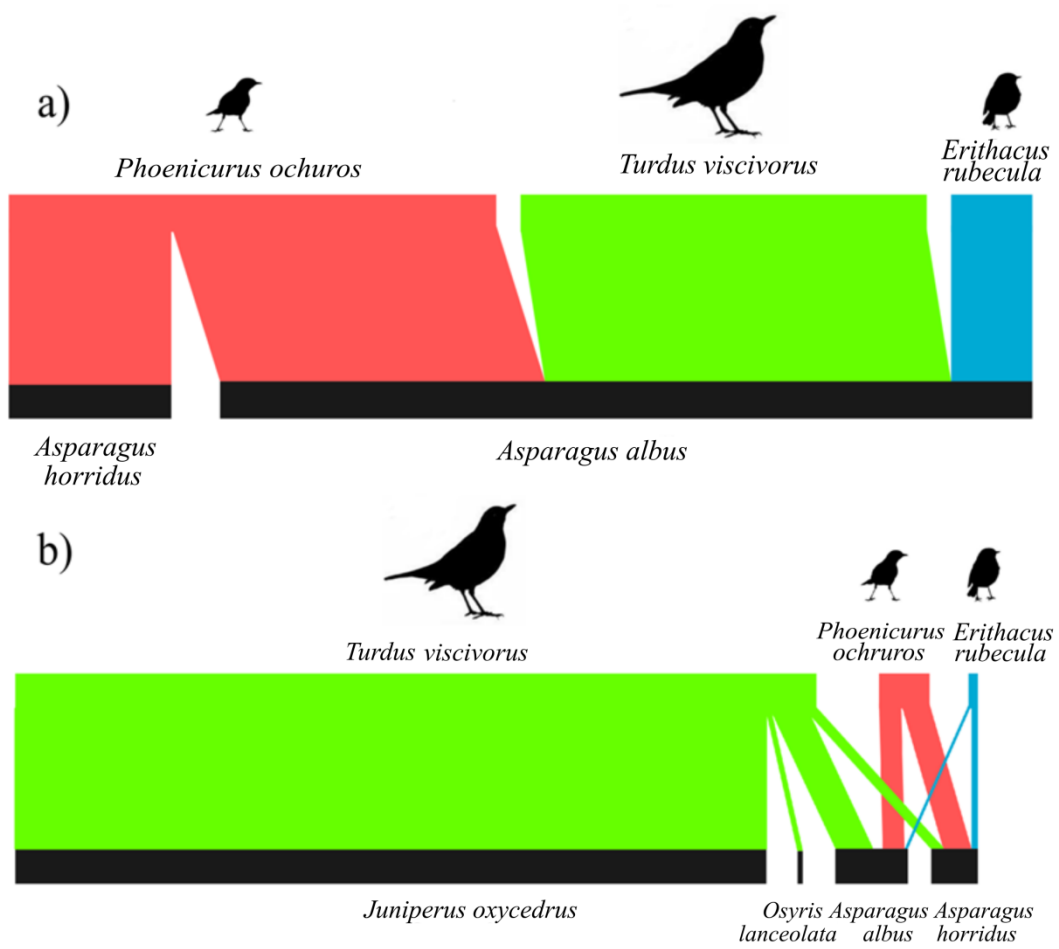 a)
Phoenicurus ochuros
Turdus viscivorus
Erithacus
rubecula
Asparagus
horridus
Asparagus albus
b)
Turdus viscivorus
Phoenicurus
ochruros
Erithacus
rubecula
Juniperus oxycedrus
Osyris
lanceolata
Asparagus
albus
Asparagus
horridus